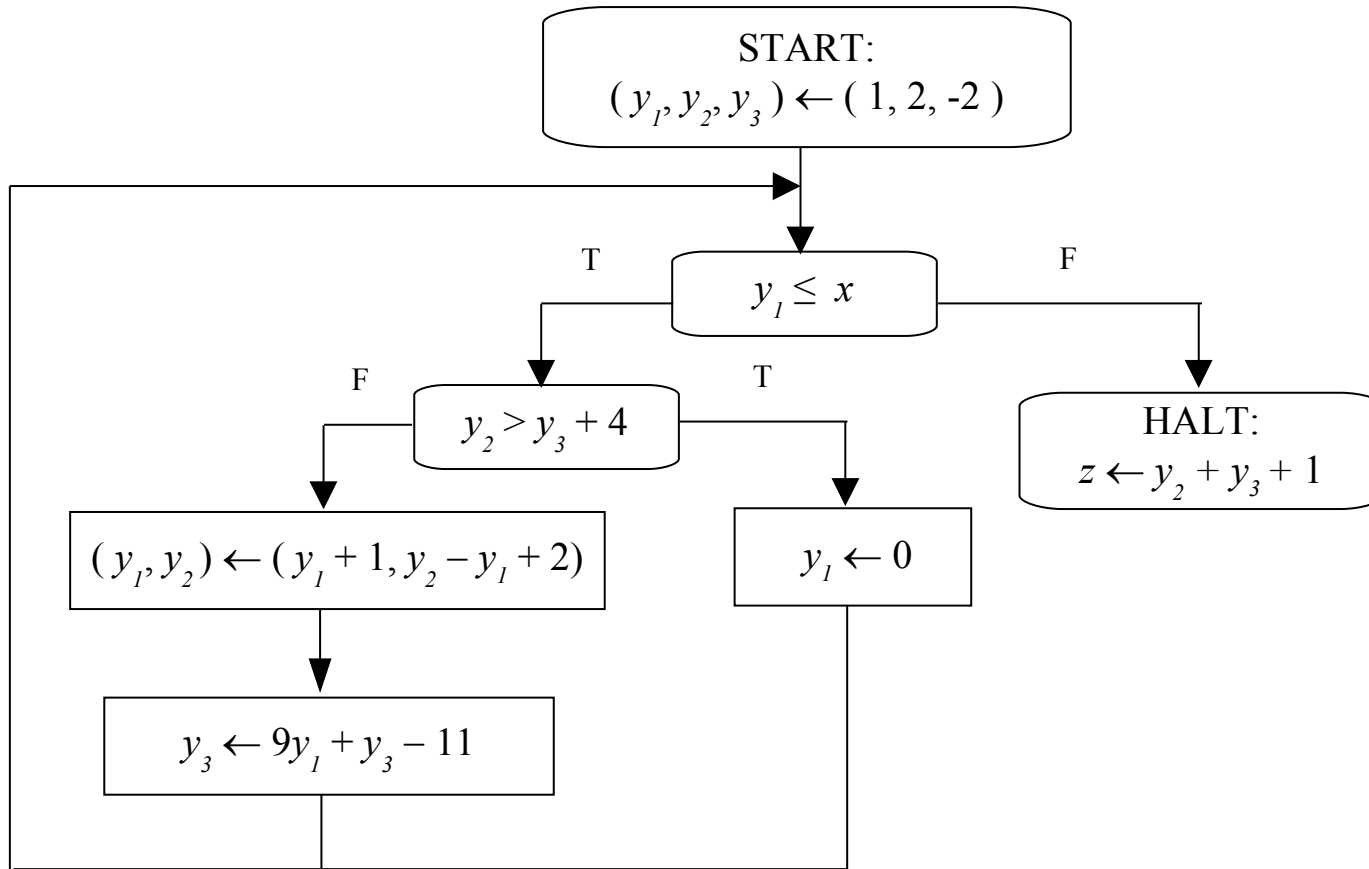 START:
( y₁, y₂, y₃ ) ← ( 1, 2, -2 )
T
F
y₁ ≤ x
F
T
y₂ > y₃ + 4
HALT:
z ← y₂ + y₃ + 1
( y₁, y₂ ) ← ( y₁ + 1, y₂ – y₁ + 2)
y₁ ← 0
y₃ ← 9y₁ + y₃ – 11